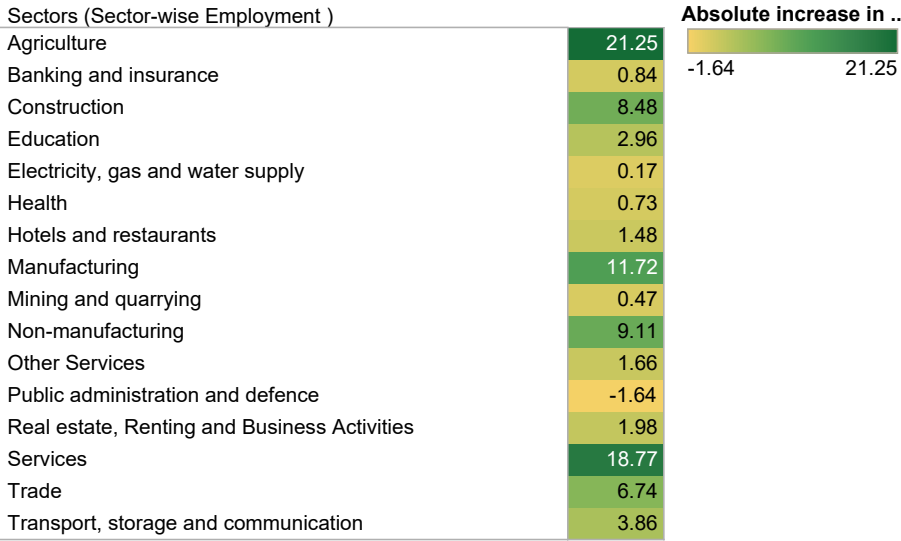 Sectors (Sector-wise Employment )
Agriculture 21.25
Banking and insurance 0.84
Construction 8.48
Education 2.96
Electricity, gas and water supply 0.17
Health 0.73
Hotels and restaurants 1.48
Manufacturing 11.72
Mining and quarrying 0.47
Non-manufacturing 9.11
Other Services 1.66
Public administration and defence -1.64
Real estate, Renting and Business Activities 1.98
Services 18.77
Trade 6.74
Transport, storage and communication 3.86
Absolute increase in ..
-1.64 21.25